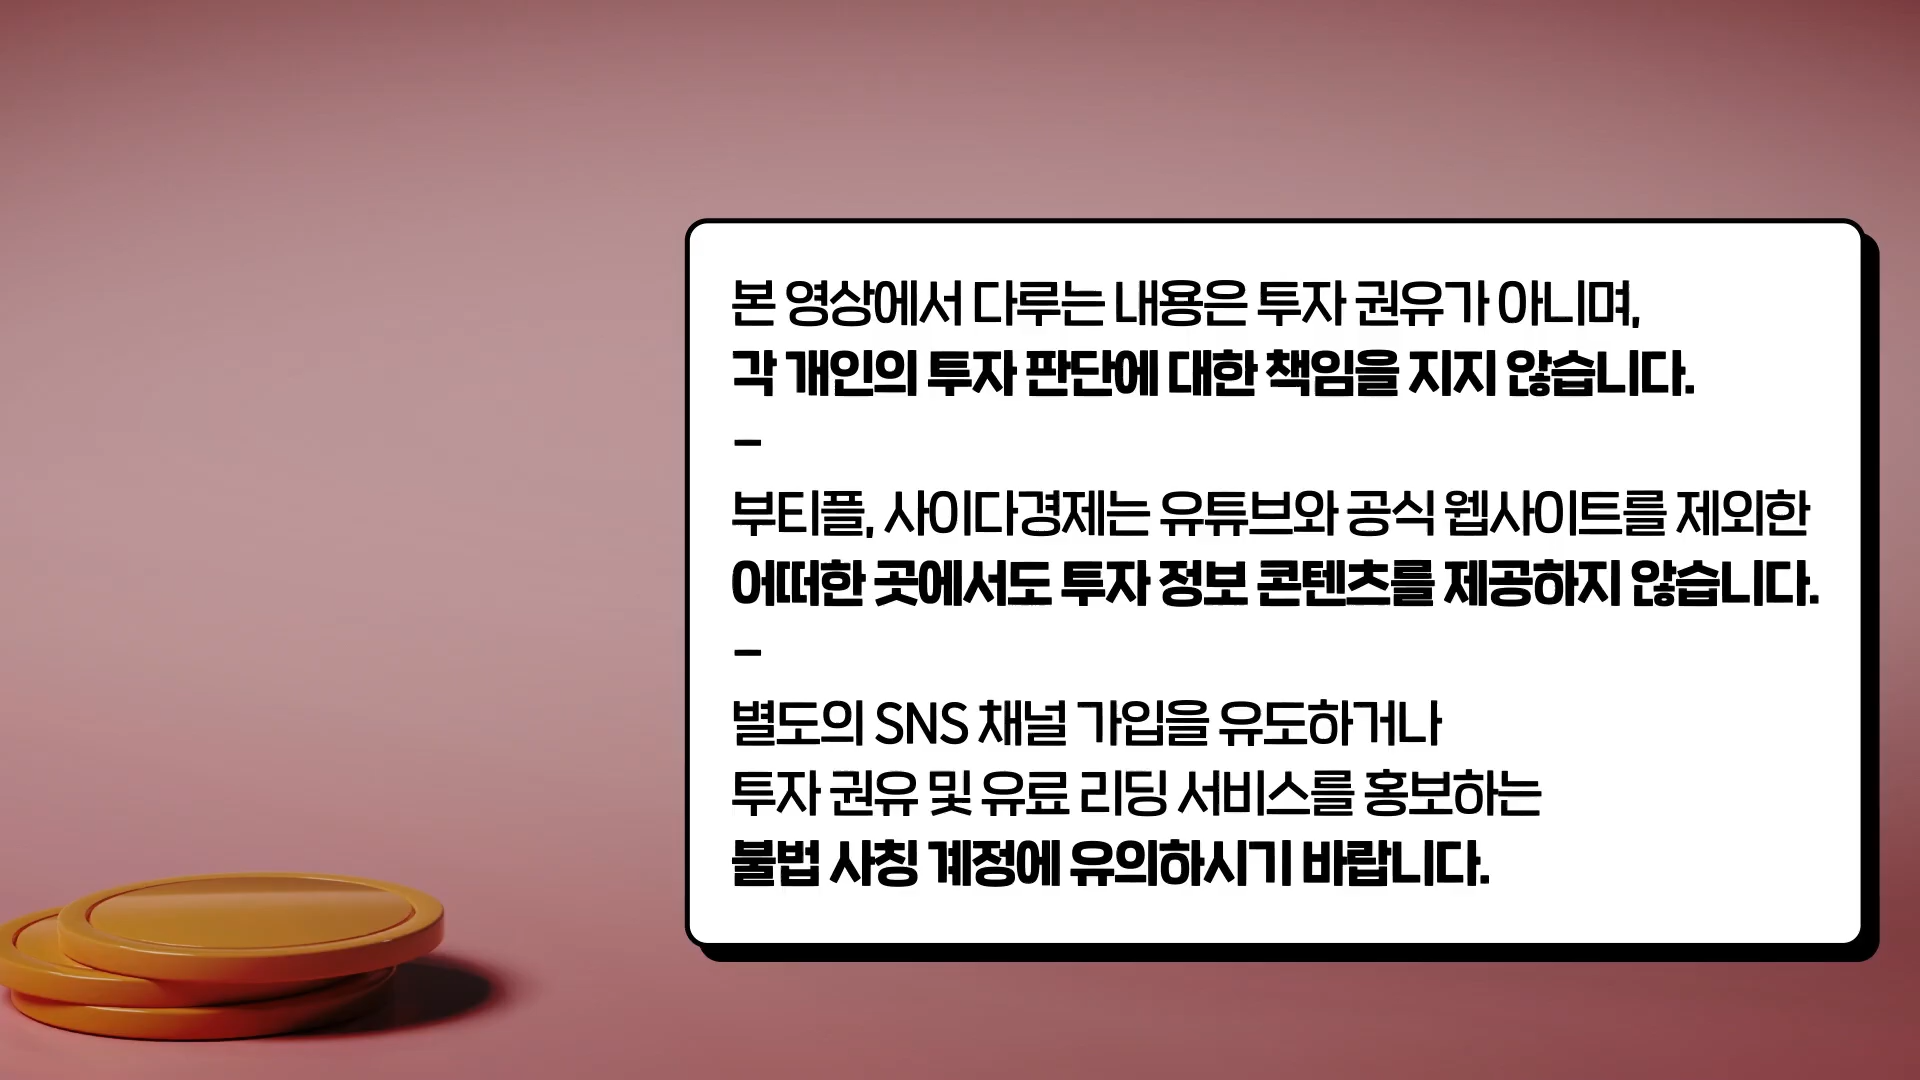 본 영상에서 다루는 내용은 투자 권유가 아니며,
각 개인의 투자 판단에 대한 책임을 지지 않습니다.
–
부티플, 사이다경제는 유튜브와 공식 웹사이트를 제외한
어떠한 곳에서도 투자 정보 콘텐츠를 제공하지 않습니다.
–
별도의 SNS 채널 가입을 유도하거나
투자 권유 및 유료 리딩 서비스를 홍보하는
불법 사칭 계정에 유의하시기 바랍니다.